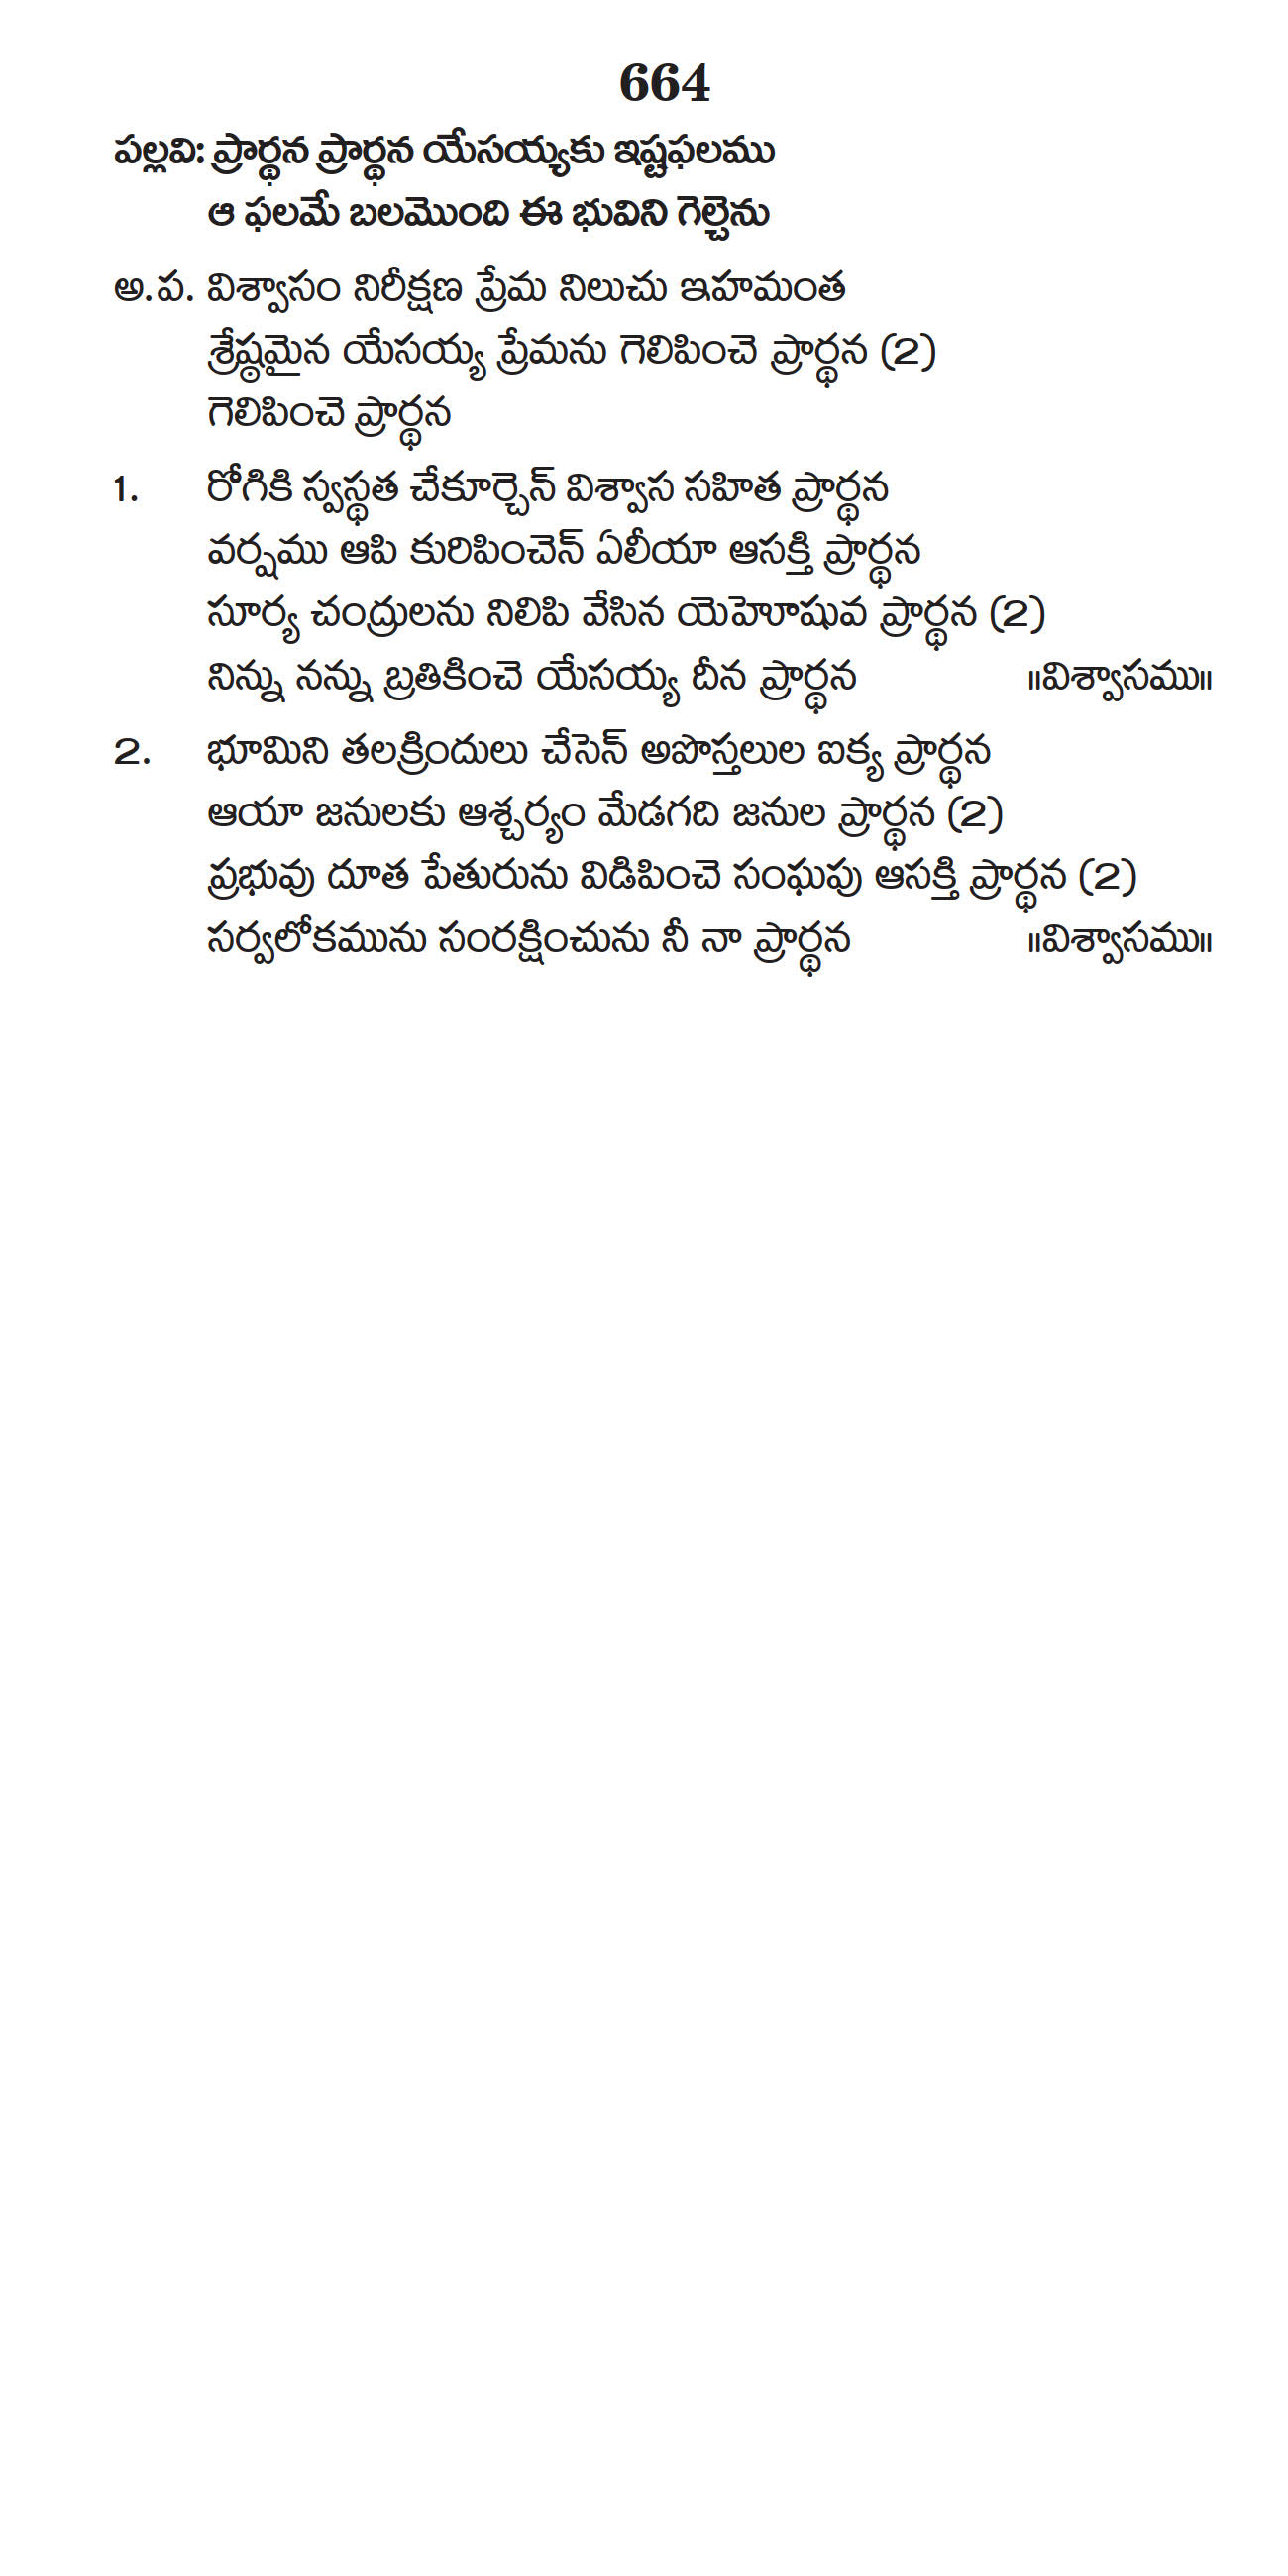 664
పల్లవి: ప్రార్థన ప్రార్థన యేసయ్యకు ఇష్టఫలము
ఆ ఫలమే బలమొంది ఈ భువిని గెల్చెను
అ.ప. విశ్వాసం నిరీక్షణ ప్రేమ నిలుచు ఇహమంత
శ్రేష్ఠమైన యేసయ్య ప్రేమను గెలిపించె ప్రార్థన (2)
గెలిపించె ప్రార్థన
1. రోగికి స్వస్థత చేకూర్చెన్ విశ్వాస సహిత ప్రార్థన
వర్షము ఆపి కురిపించెన్ ఏలీయా ఆసక్తి ప్రార్థన
సూర్య చంద్రులను నిలిపి వేసిన యెహెూషువ ప్రార్థన (2)
నిన్ను నన్ను బ్రతికించె యేసయ్య దీన ప్రార్థన ॥విశ్వాసము॥
2. భూమిని తలక్రిందులు చేసెన్ అపొస్తలుల ఐక్య ప్రార్థన
ఆయా జనులకు ఆశ్చర్యం మేడగది జనుల ప్రార్థన (2)
ప్రభువు దూత పేతురును విడిపించె సంఘపు ఆసక్తి ప్రార్థన (2)
సర్వలోకమును సంరక్షించును నీ నా ప్రార్థన ॥విశ్వాసము॥